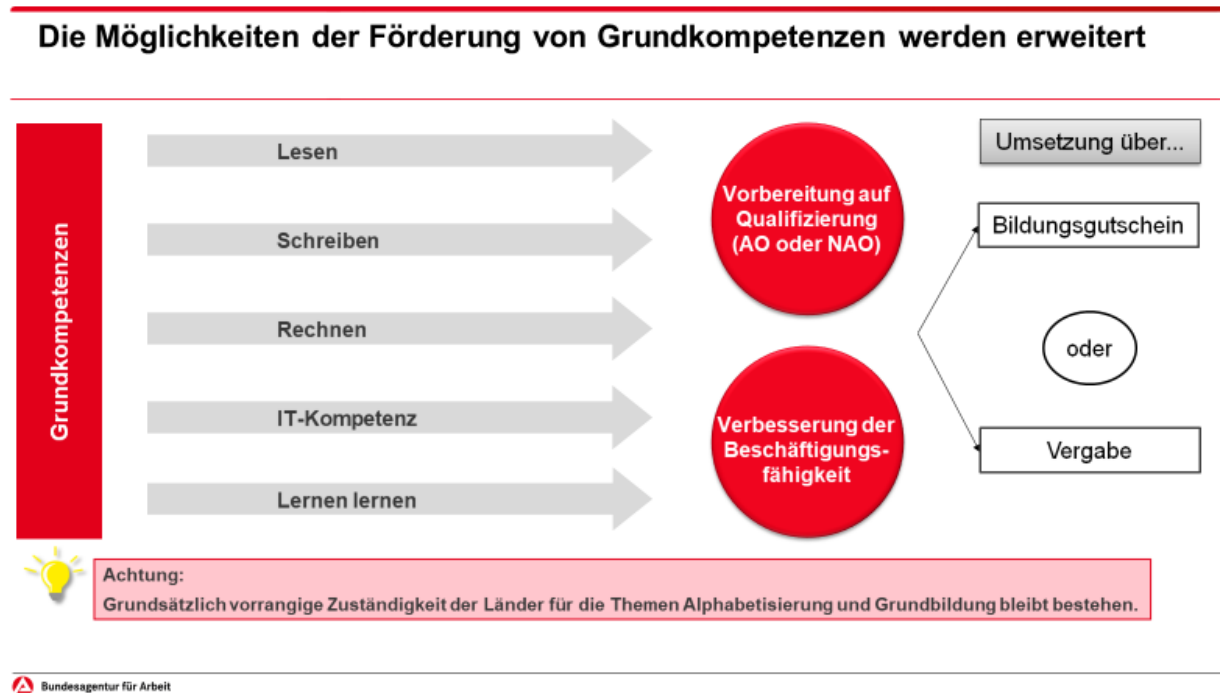 Die Möglichkeiten der Förderung von Grundkompetenzen werden erweitert
Grundkompetenzen
Lesen
Schreiben
Rechnen
IT-Kompetenz
Lernen lernen
Vorbereitung auf
Qualifizierung
(AO oder NAO)
Verbesserung der
Beschäftigungs-
fähigkeit
Umsetzung über...
Bildungsgutschein
oder
Vergabe
Achtung:
Grundsätzlich vorrangige Zuständigkeit der Länder für die Themen Alphabetisierung und Grundbildung bleibt bestehen.
Bundesagentur für Arbeit